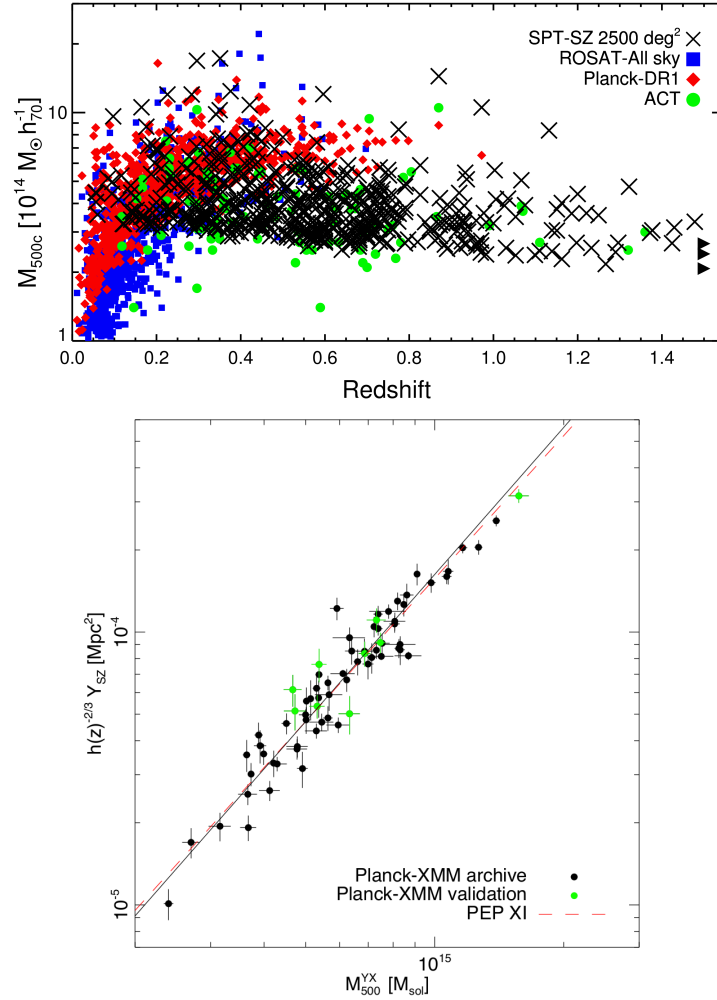 SPT-SZ 2500 deg²
ROSAT-All sky
Planck-DR1
ACT
M₅₀₀c [10¹⁴ M☉ h₇₀⁻¹]
10
1
0.0 0.2 0.4 0.6 0.8 1.0 1.2 1.4
Redshift
h(z)⁻²/³ Y_SZ [Mpc²]
10⁻⁴
10⁻⁵
Planck-XMM archive
Planck-XMM validation
PEP XI
10¹⁵
M₅₀₀^YX [M_sol]